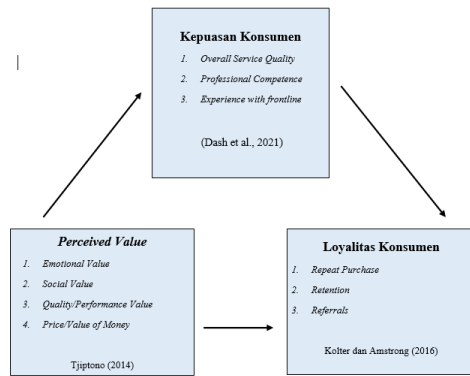 Kepuasan Konsumen
1. Overall Service Quality
2. Professional Competence
3. Experience with frontline
(Dash et al., 2021)
Perceived Value
1. Emotional Value
2. Social Value
3. Quality/Performance Value
4. Price/Value of Money
Tjiptono (2014)
Loyalitas Konsumen
1. Repeat Purchase
2. Retention
3. Referrals
Kolter dan Amstrong (2016)